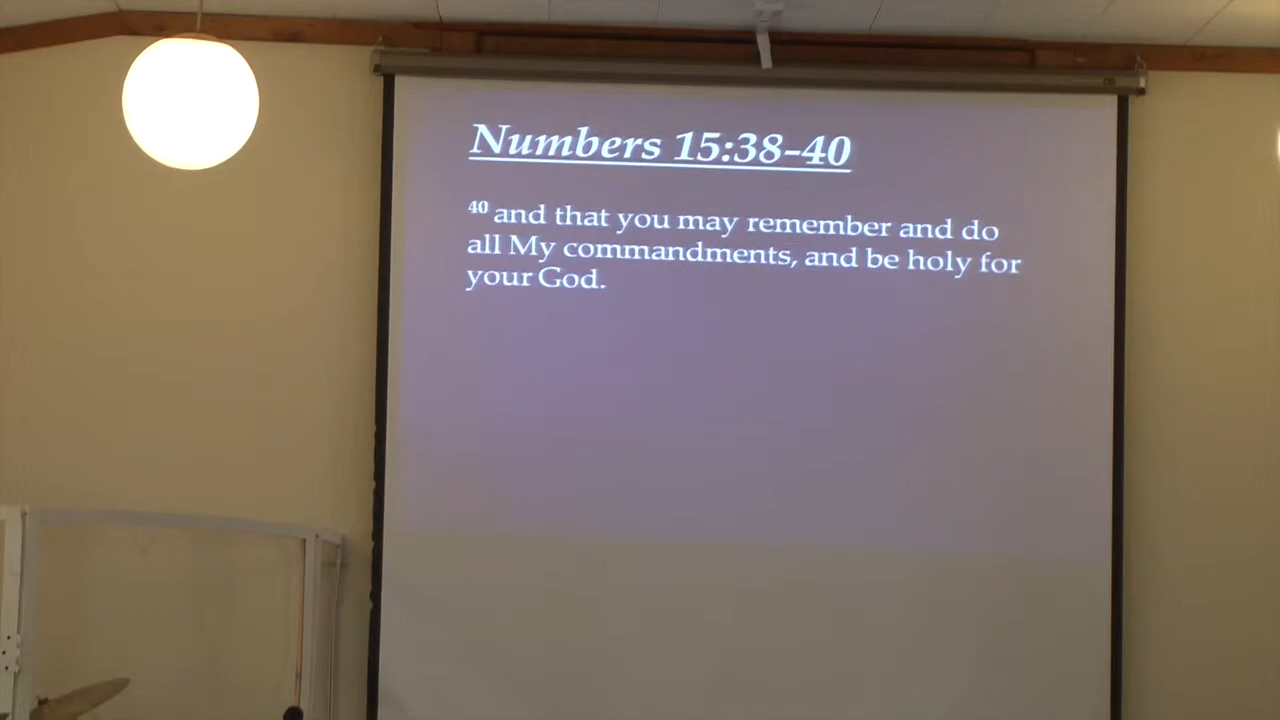 Numbers 15:38-40
40 and that you may remember and do
all My commandments, and be holy for
your God.